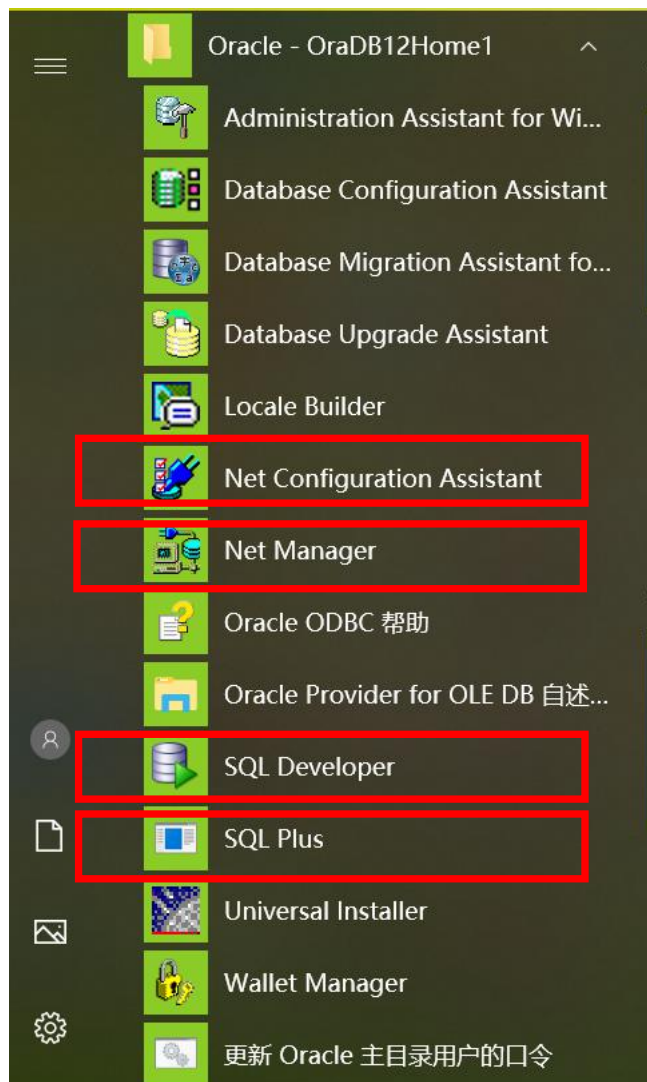 Oracle - OraDB12Home1
Administration Assistant for Wi...
Database Configuration Assistant
Database Migration Assistant fo...
Database Upgrade Assistant
Locale Builder
Net Configuration Assistant
Net Manager
Oracle ODBC 帮助
Oracle Provider for OLE DB 自述...
SQL Developer
SQL Plus
Universal Installer
Wallet Manager
更新 Oracle 主目录用户的口令